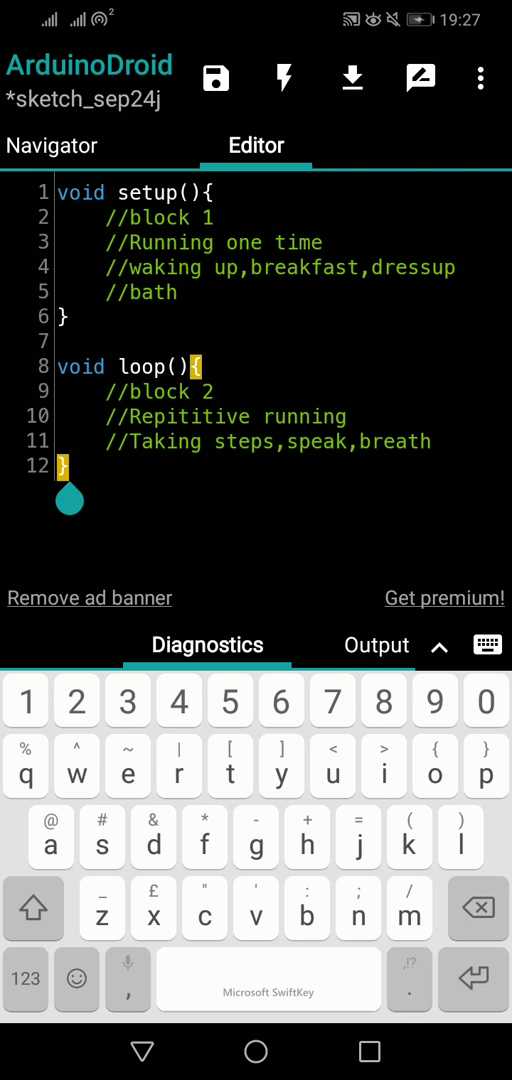 2 19:27
ArduinoDroid
*sketch_sep24j
Navigator Editor
1 void setup(){
2 //block 1
3 //Running one time
4 //waking up,breakfast,dressup
5 //bath
6 }
7
8 void loop(){
9 //block 2
10 //Repititive running
11 //Taking steps,speak,breath
12 }
Remove ad banner Get premium!
Diagnostics Output
1 2 3 4 5 6 7 8 9 0
% ^ ~ | [ ] < > { }
q w e r t y u i o p
@ # & * - + = ( )
a s d f g h j k l
_ £ " ' : ; /
z x c v b n m
123 , Microsoft SwiftKey ,!? .